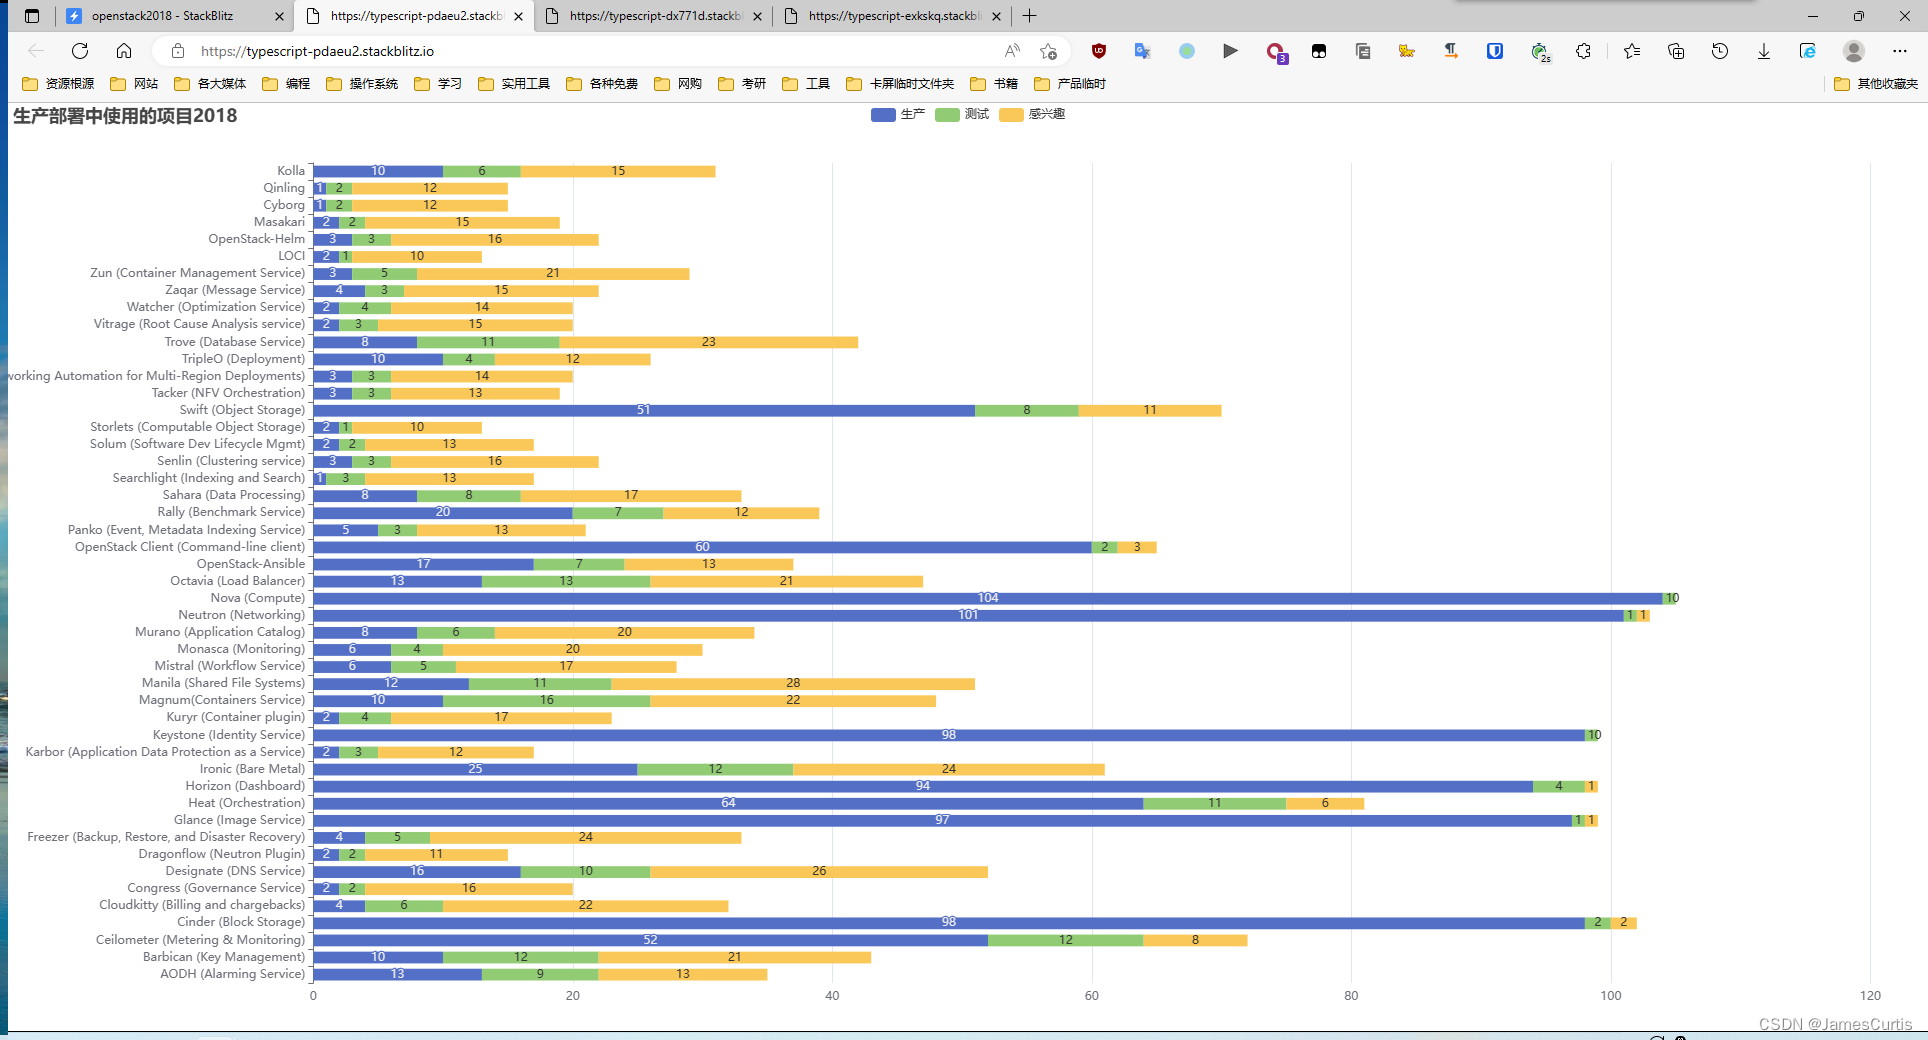 openstack2018 - StackBlitz
https://typescript-pdaeu2.stackbl
https://typescript-dx771d.stackbl
https://typescript-exkskq.stackbl
https://typescript-pdaeu2.stackblitz.io
资源根源 网站 各大媒体 编程 操作系统 学习 实用工具 各种免费 网购 考研 工具 卡屏临时文件夹 书籍 产品临时 其他收藏夹
生产部署中使用的项目2018
生产 测试 感兴趣
Kolla 10 6 15
Qinling 1 2 12
Cyborg 1 2 12
Masakari 2 2 15
OpenStack-Helm 3 3 16
LOCI 2 1 10
Zun (Container Management Service) 3 5 21
Zaqar (Message Service) 4 3 15
Watcher (Optimization Service) 2 4 14
Vitrage (Root Cause Analysis service) 2 3 15
Trove (Database Service) 8 11 23
TripleO (Deployment) 10 4 12
working Automation for Multi-Region Deployments) 3 3 14
Tacker (NFV Orchestration) 3 3 13
Swift (Object Storage) 51 8 11
Storlets (Computable Object Storage) 2 1 10
Solum (Software Dev Lifecycle Mgmt) 2 2 13
Senlin (Clustering service) 3 3 16
Searchlight (Indexing and Search) 1 3 13
Sahara (Data Processing) 8 8 17
Rally (Benchmark Service) 20 7 12
Panko (Event, Metadata Indexing Service) 5 3 13
OpenStack Client (Command-line client) 60 2 3
OpenStack-Ansible 17 7 13
Octavia (Load Balancer) 13 13 21
Nova (Compute) 104 1 0
Neutron (Networking) 101 1 1
Murano (Application Catalog) 8 6 20
Monasca (Monitoring) 6 4 20
Mistral (Workflow Service) 6 5 17
Manila (Shared File Systems) 12 11 28
Magnum(Containers Service) 10 16 22
Kuryr (Container plugin) 2 4 17
Keystone (Identity Service) 98 1 0
Karbor (Application Data Protection as a Service) 2 3 12
Ironic (Bare Metal) 25 12 24
Horizon (Dashboard) 94 4 1
Heat (Orchestration) 64 11 6
Glance (Image Service) 97 1 1
Freezer (Backup, Restore, and Disaster Recovery) 4 5 24
Dragonflow (Neutron Plugin) 2 2 11
Designate (DNS Service) 16 10 26
Congress (Governance Service) 2 2 16
Cloudkitty (Billing and chargebacks) 4 6 22
Cinder (Block Storage) 98 2 2
Ceilometer (Metering & Monitoring) 52 12 8
Barbican (Key Management) 10 12 21
AODH (Alarming Service) 13 9 13
0 20 40 60 80 100 120
CSDN @JamesCurtis